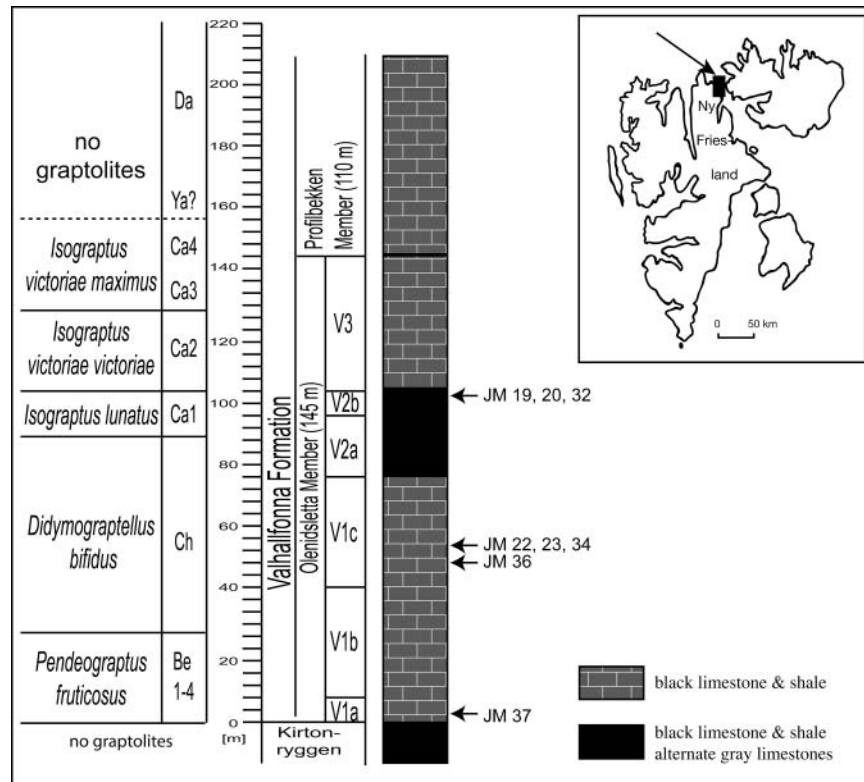 220
200
180
160
140
120
100
80
60
40
20
0
[m]
no
graptolites
Isograptus
victoriae maximus
Isograptus
victoriae victoriae
Isograptus lunatus
Didymograptellus
bifidus
Pendeograptus
fruticosus
no graptolites
Da
Ya?
Ca4
Ca3
Ca2
Ca1
Ch
Be
1-4
Valhallfonna Formation
Profilbekken
Member (110 m)
Olenidsletta Member (145 m)
V3
V2b
V2a
V1c
V1b
V1a
Kirton-
ryggen
JM 19, 20, 32
JM 22, 23, 34
JM 36
JM 37
Ny
Fries-
land
0 50 km
black limestone & shale
black limestone & shale
alternate gray limestones